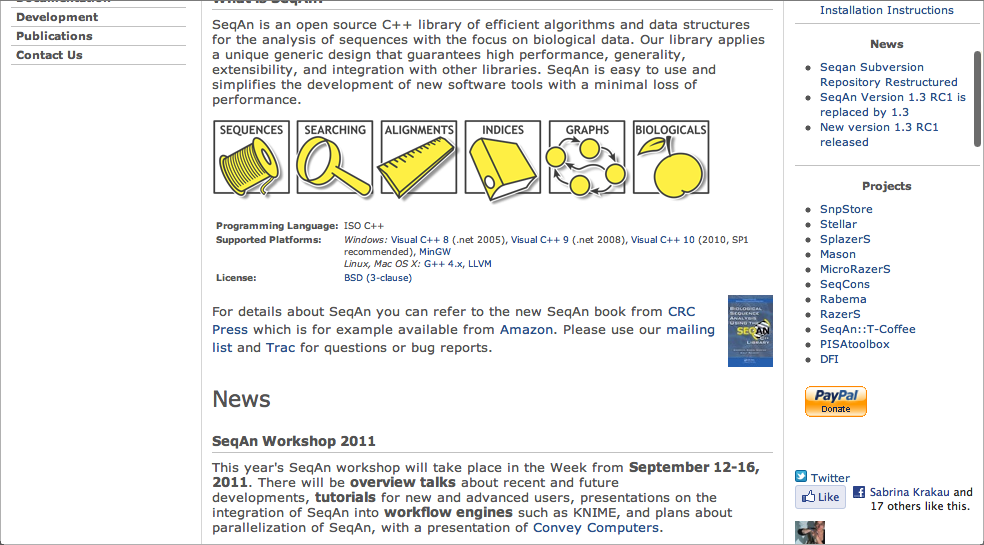 Documentation
Development
Publications
Contact Us
What is SeqAn?
SeqAn is an open source C++ library of efficient algorithms and data structures
for the analysis of sequences with the focus on biological data. Our library applies
a unique generic design that guarantees high performance, generality,
extensibility, and integration with other libraries. SeqAn is easy to use and
simplifies the development of new software tools with a minimal loss of
performance.
SEQUENCES SEARCHING ALIGNMENTS INDICES GRAPHS BIOLOGICALS
Programming Language: ISO C++
Supported Platforms: Windows: Visual C++ 8 (.net 2005), Visual C++ 9 (.net 2008), Visual C++ 10 (2010, SP1
recommended), MinGW
Linux, Mac OS X: G++ 4.x, LLVM
License: BSD (3-clause)
For details about SeqAn you can refer to the new SeqAn book from CRC
Press which is for example available from Amazon. Please use our mailing
list and Trac for questions or bug reports.
BIOLOGICAL
SEQUENCE
ANALYSIS
USING THE
SEQAN
C++
LIBRARY
News
SeqAn Workshop 2011
This year's SeqAn workshop will take place in the Week from September 12-16,
2011. There will be overview talks about recent and future
developments, tutorials for new and advanced users, presentations on the
integration of SeqAn into workflow engines such as KNIME, and plans about
parallelization of SeqAn, with a presentation of Convey Computers.
Installation Instructions
News
Seqan Subversion
Repository Restructured
SeqAn Version 1.3 RC1 is
replaced by 1.3
New version 1.3 RC1
released
Projects
SnpStore
Stellar
SplazerS
Mason
MicroRazerS
SeqCons
Rabema
RazerS
SeqAn::T-Coffee
PISAtoolbox
DFI
PayPal
Donate
Twitter
Like
Sabrina Krakau and
17 others like this.